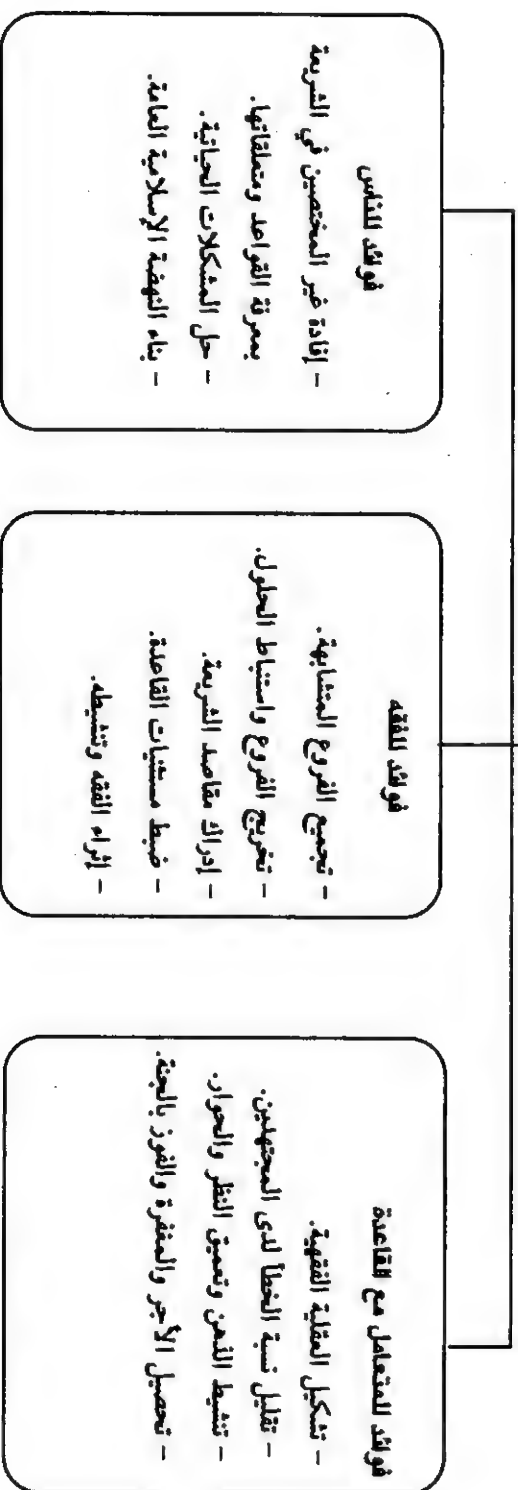 فوائد للمتعامل مع القاعدة
- تشكيل العقلية الفقهية.
- تقليل نسبة الخطأ لدى المجتهدين.
- تنشيط الذهن وتعميق النظر والحوار.
- تحصيل الأجر والمغفرة والفوز بالجنة.
فوائد للفقه
- تجميع الفروع المتشابهة.
- تخريج الفروع واستنباط الحلول.
- إدراك مقاصد الشريعة.
- ضبط مستثنيات القاعدة.
- إثراء الفقه وتنشيطه.
فوائد للناس
- إفادة غير المختصين في الشريعة
بمعرفة القواعد ومتعلقاتها.
- حل المشكلات الحياتية.
- بناء النهضة الإسلامية العامة.